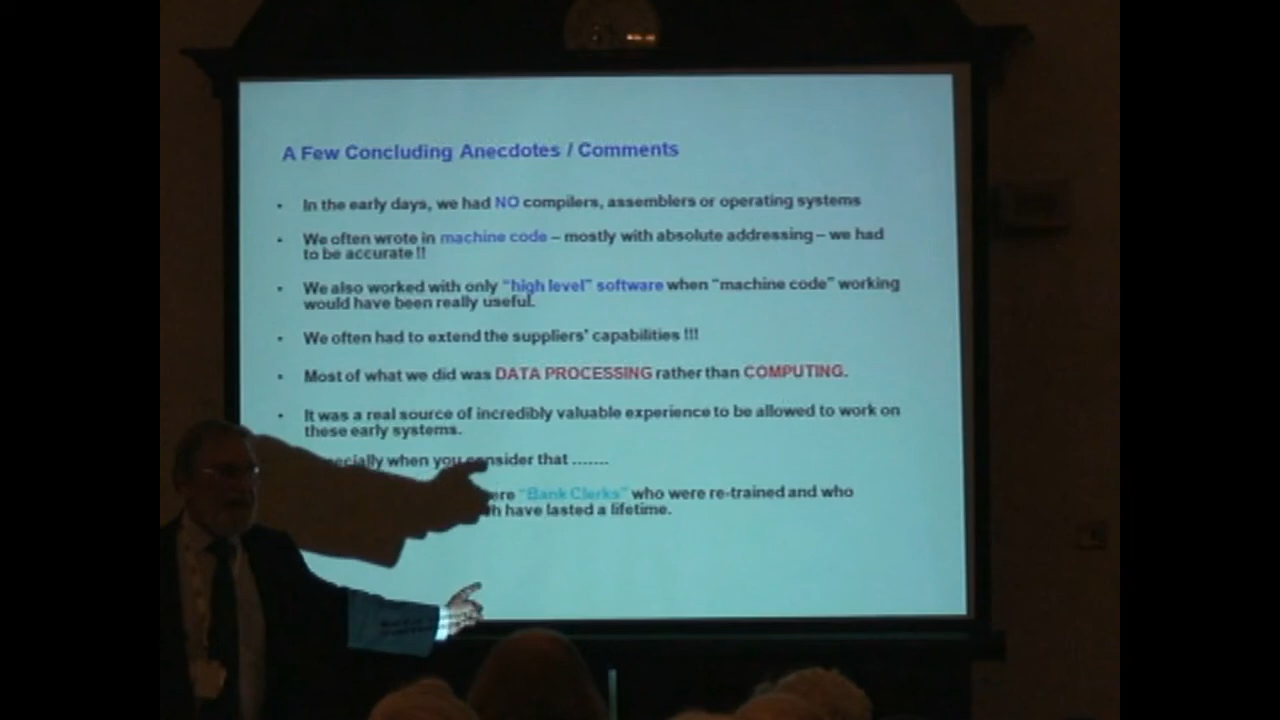 A Few Concluding Anecdotes / Comments
• In the early days, we had NO compilers, assemblers or operating systems
• We often wrote in machine code – mostly with absolute addressing – we had
to be accurate !!
• We also worked with only "high level" software when "machine code" working
would have been really useful.
• We often had to extend the suppliers' capabilities !!!
• Most of what we did was DATA PROCESSING rather than COMPUTING.
• It was a real source of incredibly valuable experience to be allowed to work on
these early systems.
when you consider that .......
"Bank Clerks" who were re-trained and who
have lasted a lifetime.